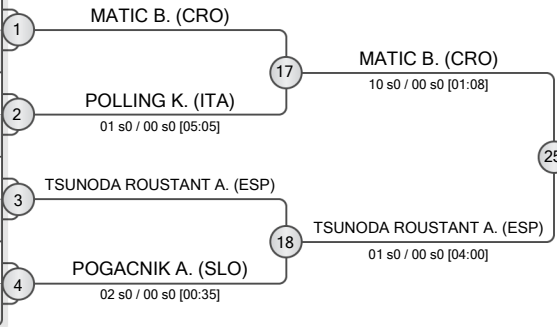 1
MATIC B. (CRO)
17
MATIC B. (CRO)
10 s0 / 00 s0 [01:08]
2
POLLING K. (ITA)
01 s0 / 00 s0 [05:05]
25
3
TSUNODA ROUSTANT A. (ESP)
18
TSUNODA ROUSTANT A. (ESP)
01 s0 / 00 s0 [04:00]
4
POGACNIK A. (SLO)
02 s0 / 00 s0 [00:35]